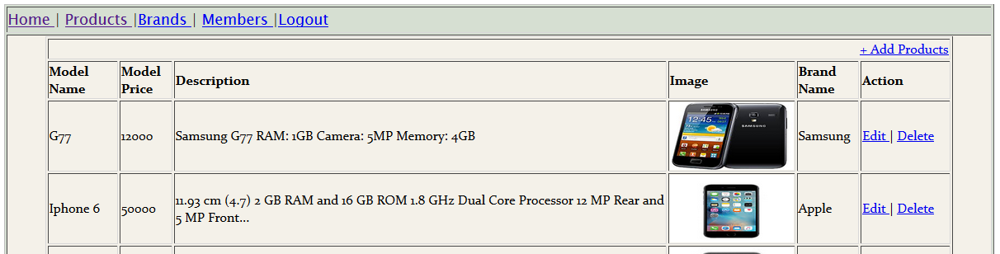 Home | Products |Brands | Members |Logout
+ Add Products
Model Name Model Price Description Image Brand Name Action
G77 12000 Samsung G77 RAM: 1GB Camera: 5MP Memory: 4GB SAMSUNG 12:45 SAMSUNG Samsung Edit | Delete
Iphone 6 50000 11.93 cm (4.7) 2 GB RAM and 16 GB ROM 1.8 GHz Dual Core Processor 12 MP Rear and
5 MP Front... Apple Edit | Delete